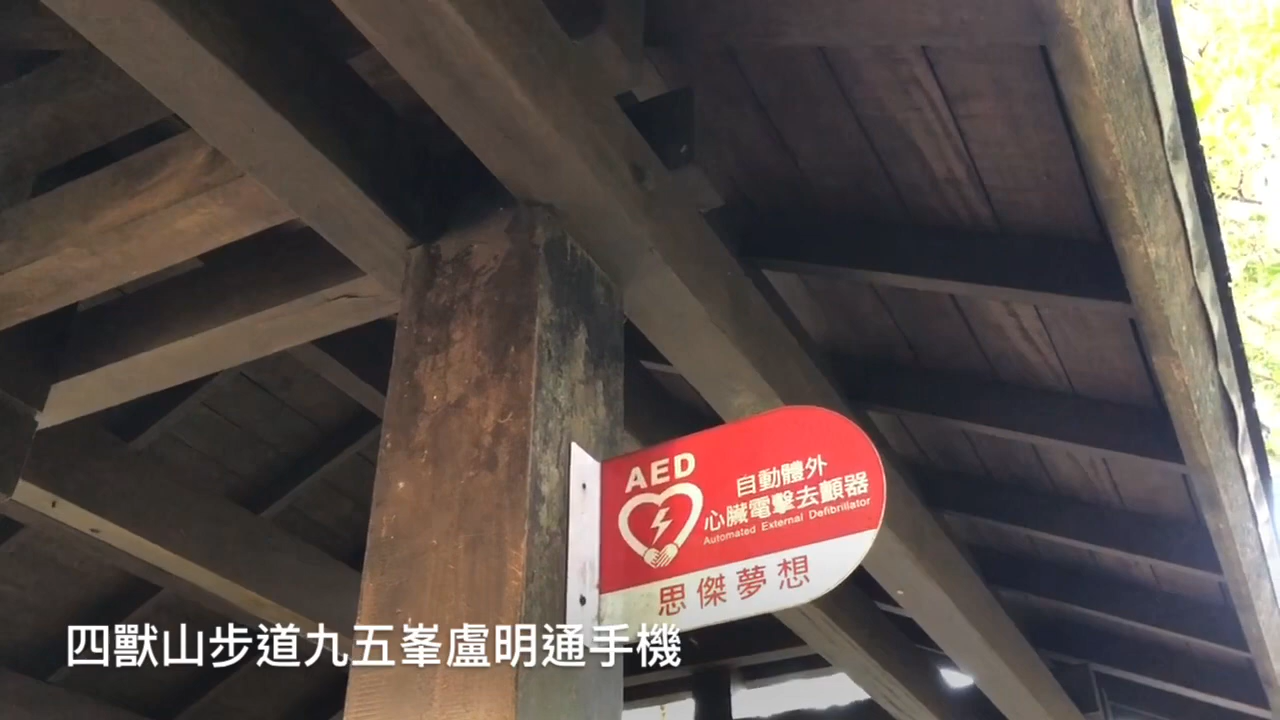 AED
自動體外
心臟電擊去顫器
Automated External Defibrillator
思傑夢想
四獸山步道九五峯盧明通手機